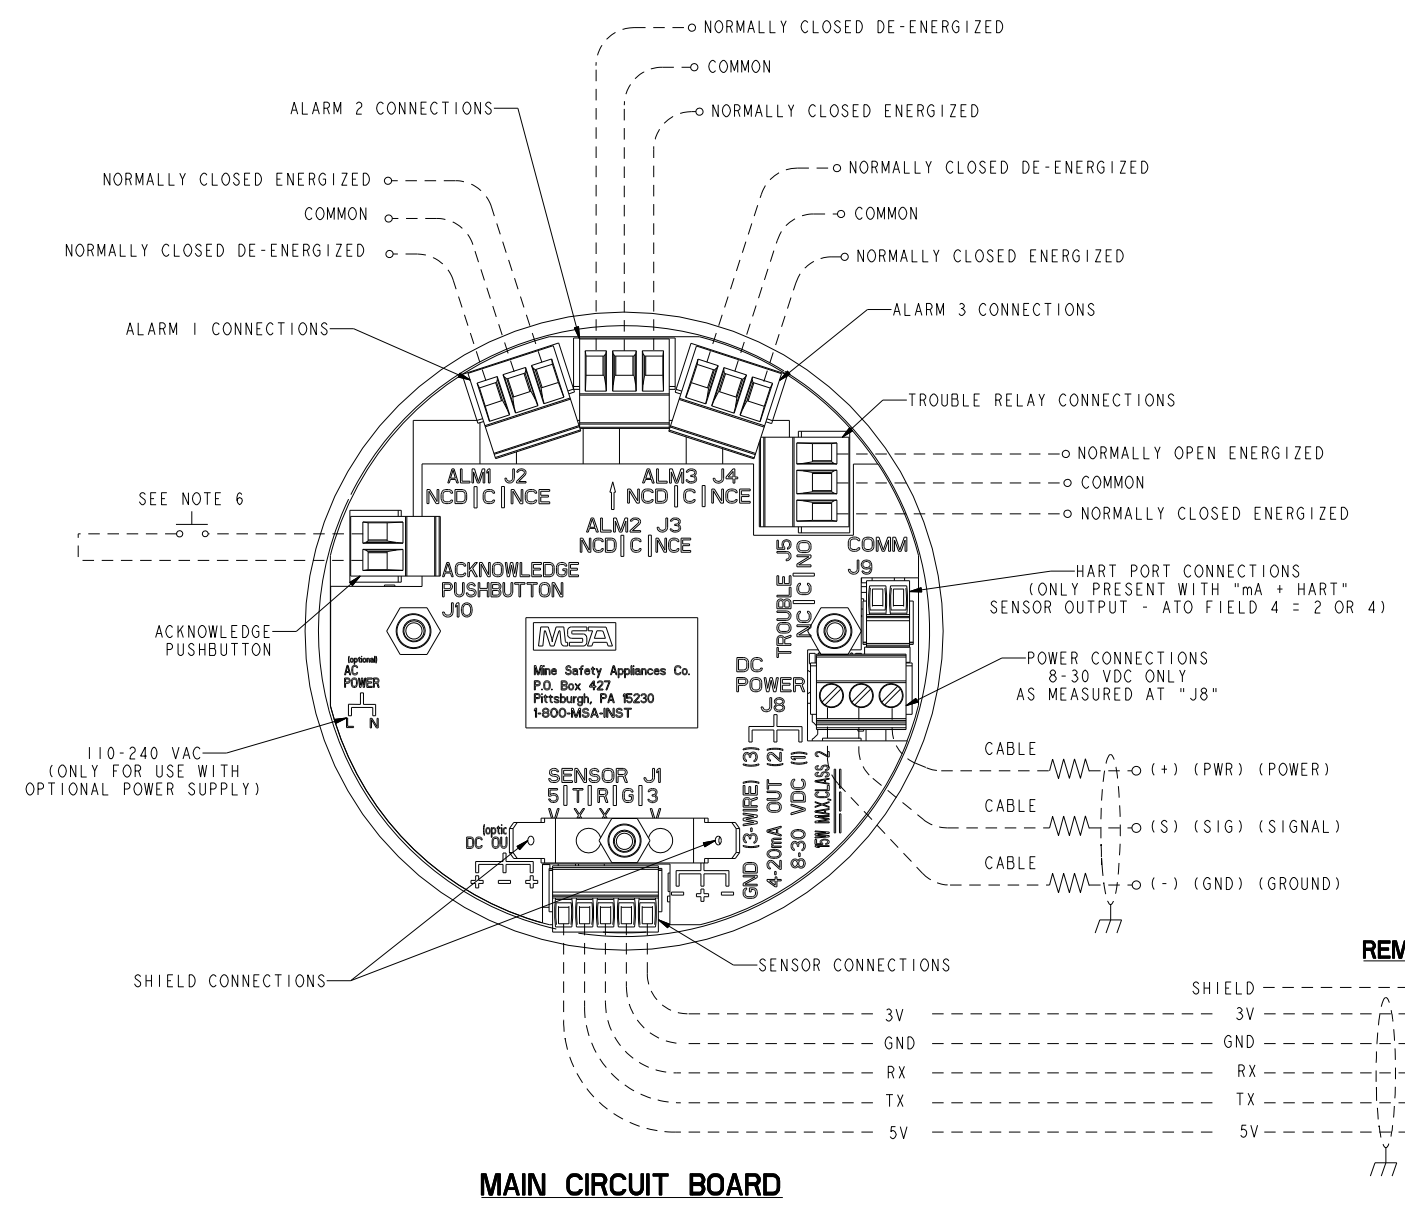 NORMALLY CLOSED DE-ENERGIZED
COMMON
NORMALLY CLOSED ENERGIZED
ALARM 2 CONNECTIONS
NORMALLY CLOSED ENERGIZED
COMMON
NORMALLY CLOSED DE-ENERGIZED
NORMALLY CLOSED DE-ENERGIZED
COMMON
NORMALLY CLOSED ENERGIZED
ALARM 1 CONNECTIONS
ALARM 3 CONNECTIONS
TROUBLE RELAY CONNECTIONS
NORMALLY OPEN ENERGIZED
COMMON
NORMALLY CLOSED ENERGIZED
ALM1 J2
NCD|C|NCE
ALM3 J4
NCD|C|NCE
ALM2 J3
NCD|C|NCE
SEE NOTE 6
ACKNOWLEDGE
PUSHBUTTON
J10
TROUBLE J5
NC|C|NO
COMM
J9
HART PORT CONNECTIONS
(ONLY PRESENT WITH "mA + HART"
SENSOR OUTPUT - ATO FIELD 4 = 2 OR 4)
ACKNOWLEDGE
PUSHBUTTON
MSA
Mine Safety Appliances Co.
P.O. Box 427
Pittsburgh, PA 15230
1-800-MSA-INST
(optional)
AC
POWER
L N
DC
POWER
J8
POWER CONNECTIONS
8-30 VDC ONLY
AS MEASURED AT "J8"
110-240 VAC
(ONLY FOR USE WITH
OPTIONAL POWER SUPPLY)
GND (3-WIRE) (3)
4-20mA OUT (2)
8-30 VDC (1)
15W MAX,CLASS 2
SENSOR J1
5|T|R|G|3
V X X V
(optic
DC OU
+ - +
- + -
CABLE
(+) (PWR) (POWER)
CABLE
(S) (SIG) (SIGNAL)
CABLE
(-) (GND) (GROUND)
SHIELD CONNECTIONS
SENSOR CONNECTIONS
REM
SHIELD
3V 3V
GND GND
RX RX
TX TX
5V 5V
MAIN CIRCUIT BOARD